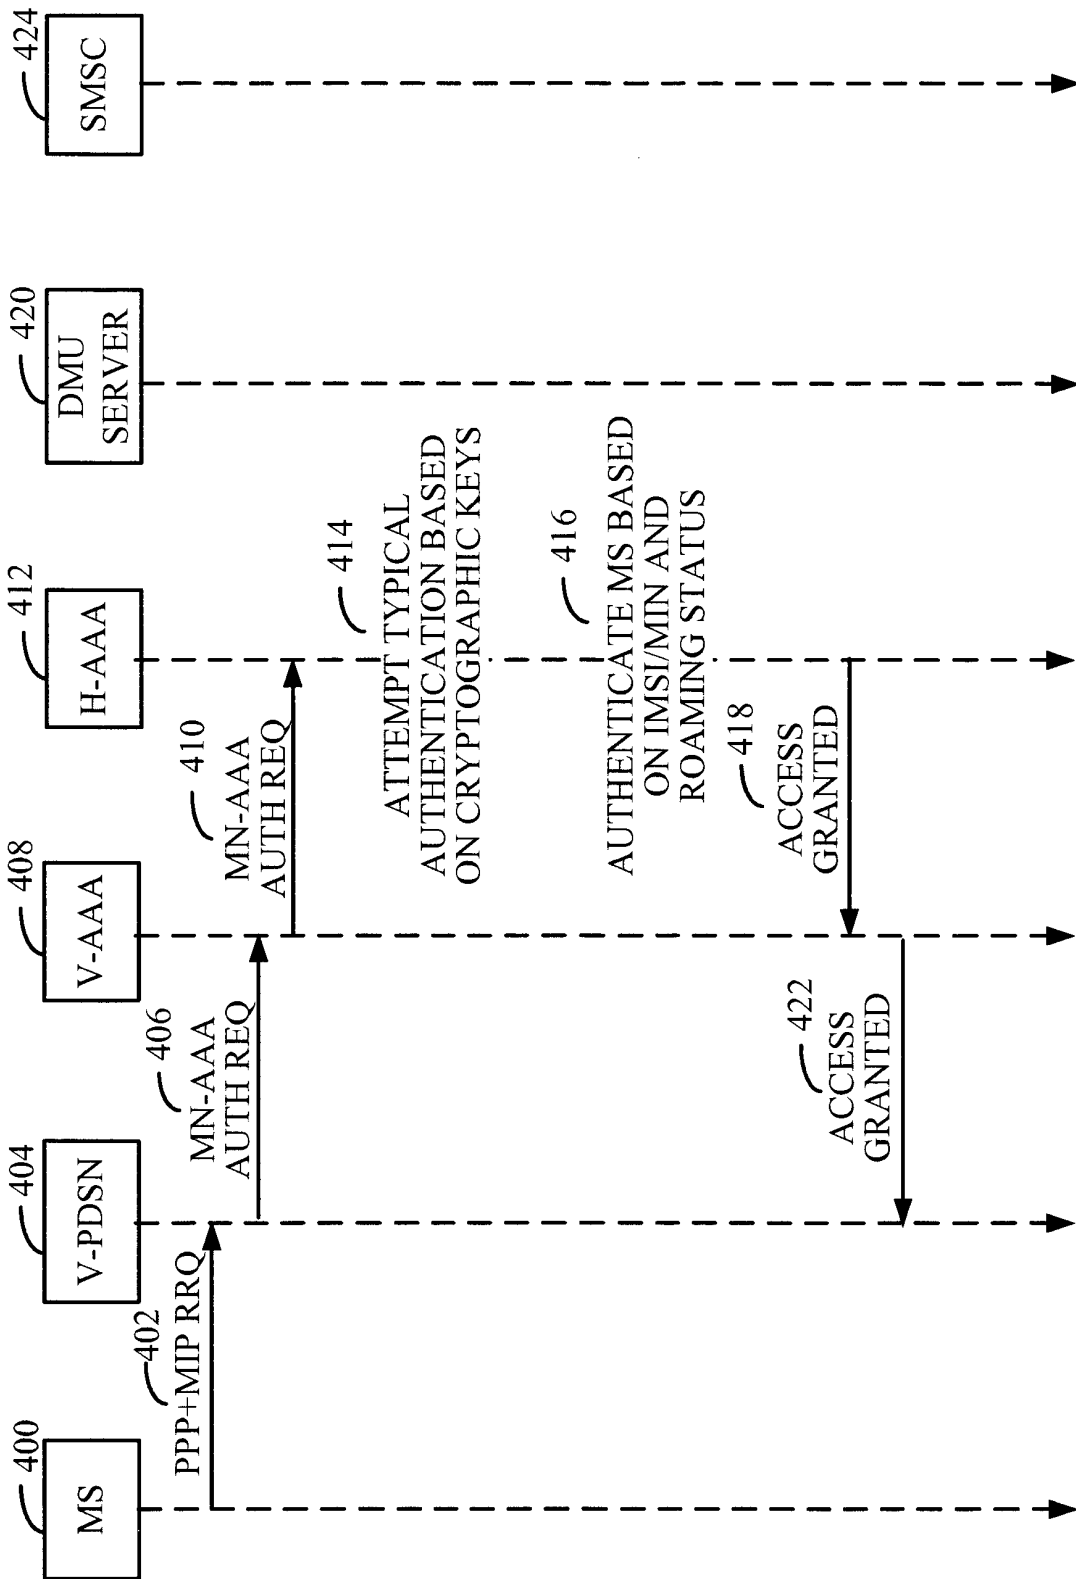 400
MS
404
V-PDSN
408
V-AAA
412
H-AAA
420
DMU
SERVER
424
SMSC
402
PPP+MIP RRQ
406
MN-AAA
AUTH REQ
410
MN-AAA
AUTH REQ
414
ATTEMPT TYPICAL
AUTHENTICATION BASED
ON CRYPTOGRAPHIC KEYS
416
AUTHENTICATE MS BASED
ON IMSI/MIN AND
ROAMING STATUS
418
ACCESS
GRANTED
422
ACCESS
GRANTED